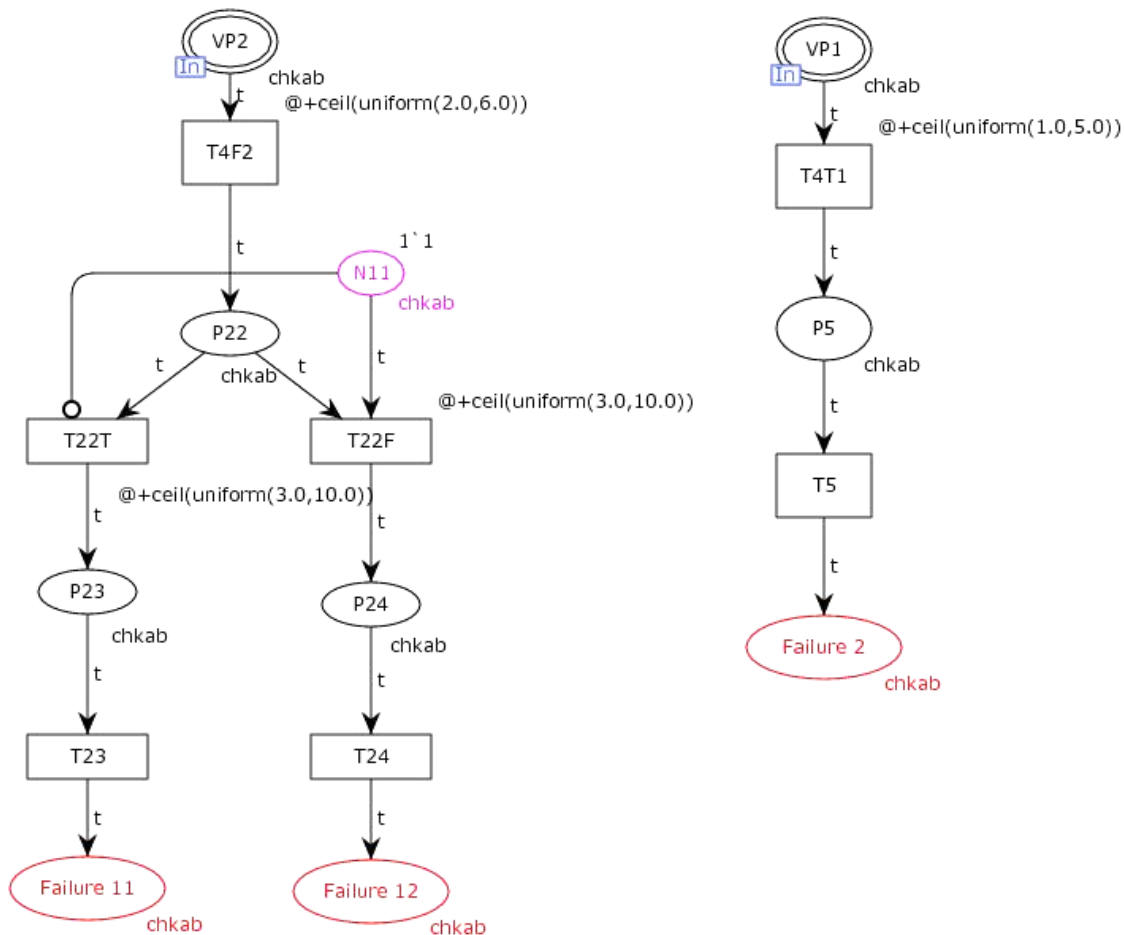 VP2
In
chkab
t
@+ceil(uniform(2.0,6.0))
T4F2
t
1`1
N11
chkab
P22
t
chkab
t
t
@+ceil(uniform(3.0,10.0))
T22T
T22F
@+ceil(uniform(3.0,10.0))
t
t
P23
chkab
P24
chkab
t
t
T23
T24
t
t
Failure 11
chkab
Failure 12
chkab
VP1
In
chkab
t
@+ceil(uniform(1.0,5.0))
T4T1
t
P5
chkab
t
T5
t
Failure 2
chkab